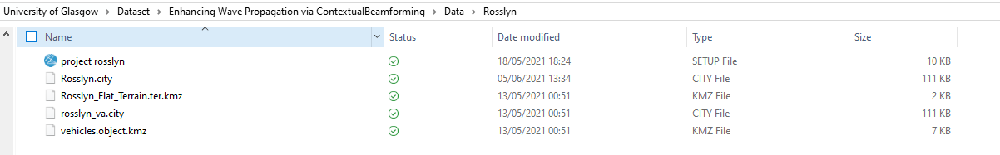 University of Glasgow > Dataset > Enhancing Wave Propagation via ContextualBeamforming > Data > Rosslyn
Name Status Date modified Type Size
project rosslyn 18/05/2021 18:24 SETUP File 10 KB
Rosslyn.city 05/06/2021 13:34 CITY File 111 KB
Rosslyn_Flat_Terrain.ter.kmz 13/05/2021 00:51 KMZ File 2 KB
rosslyn_va.city 13/05/2021 00:51 CITY File 111 KB
vehicles.object.kmz 13/05/2021 00:51 KMZ File 7 KB